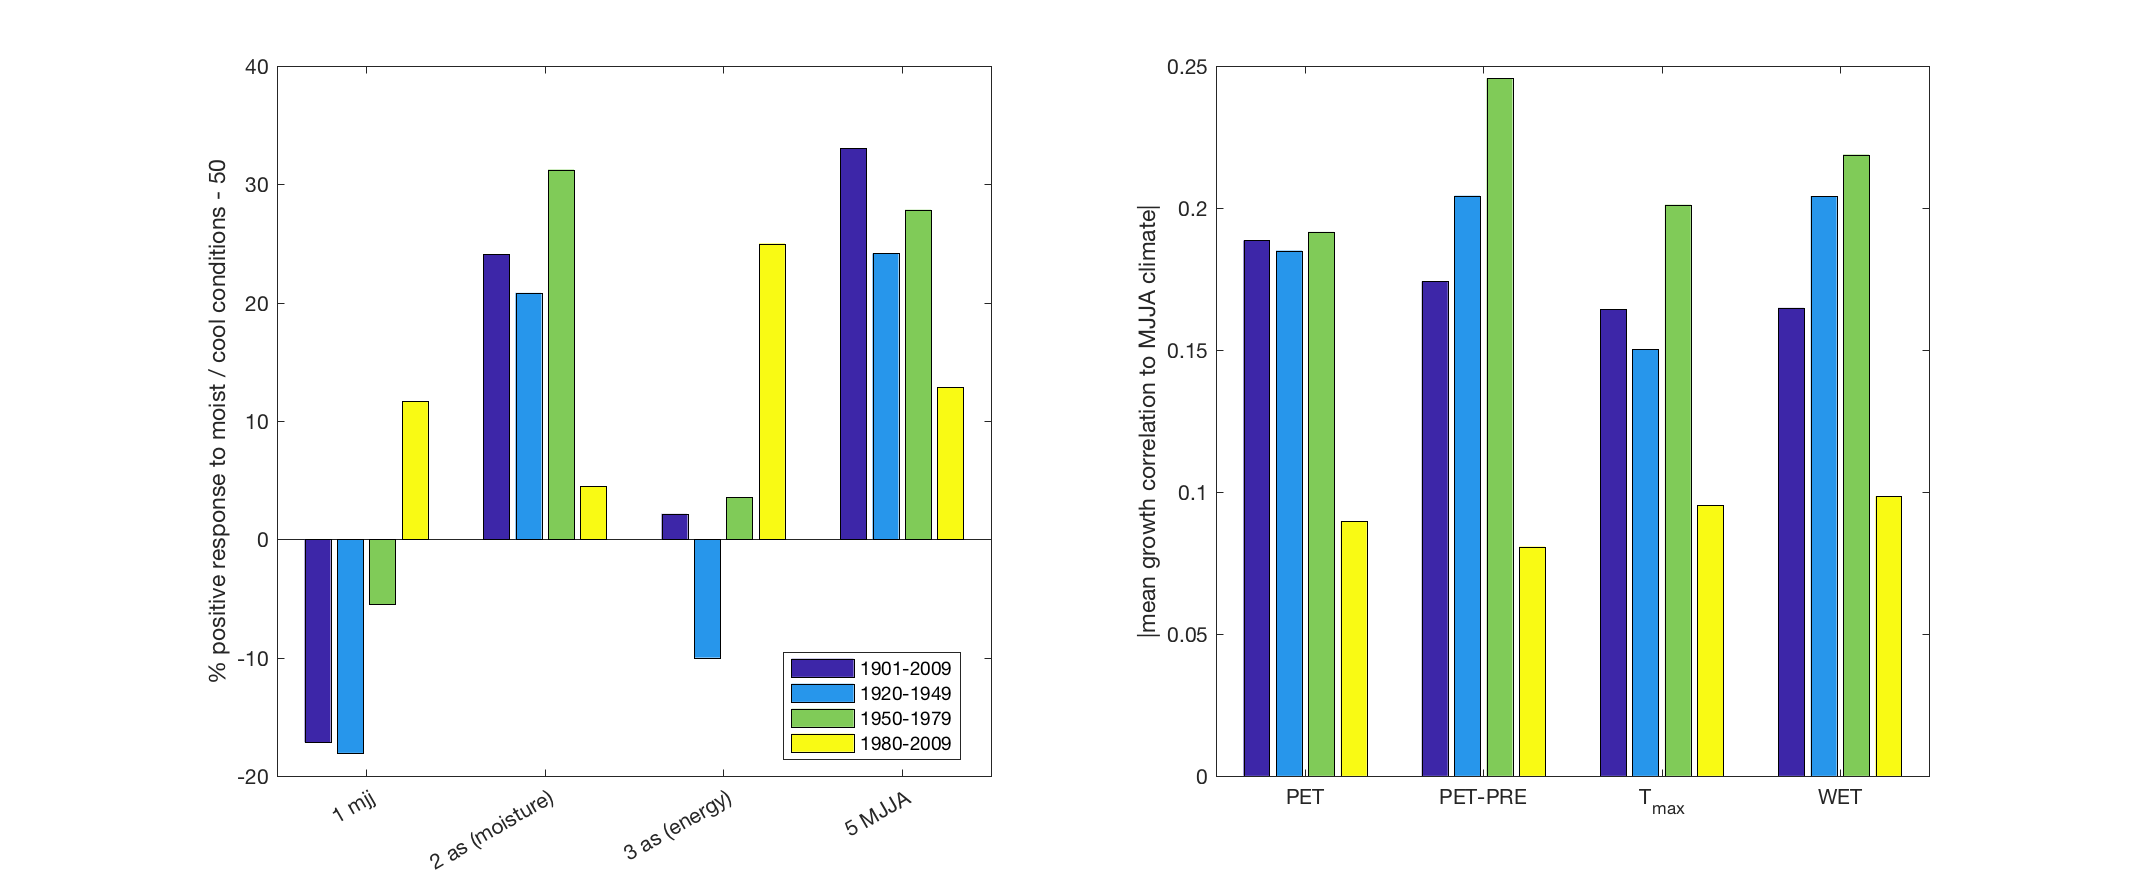 % positive response to moist / cool conditions - 50
40
30
20
10
0
-10
-20
1 mjj
2 as (moisture)
3 as (energy)
5 MJJA
1901-2009
1920-1949
1950-1979
1980-2009
|mean growth correlation to MJJA climate|
0.25
0.2
0.15
0.1
0.05
0
PET
PET-PRE
Tmax
WET